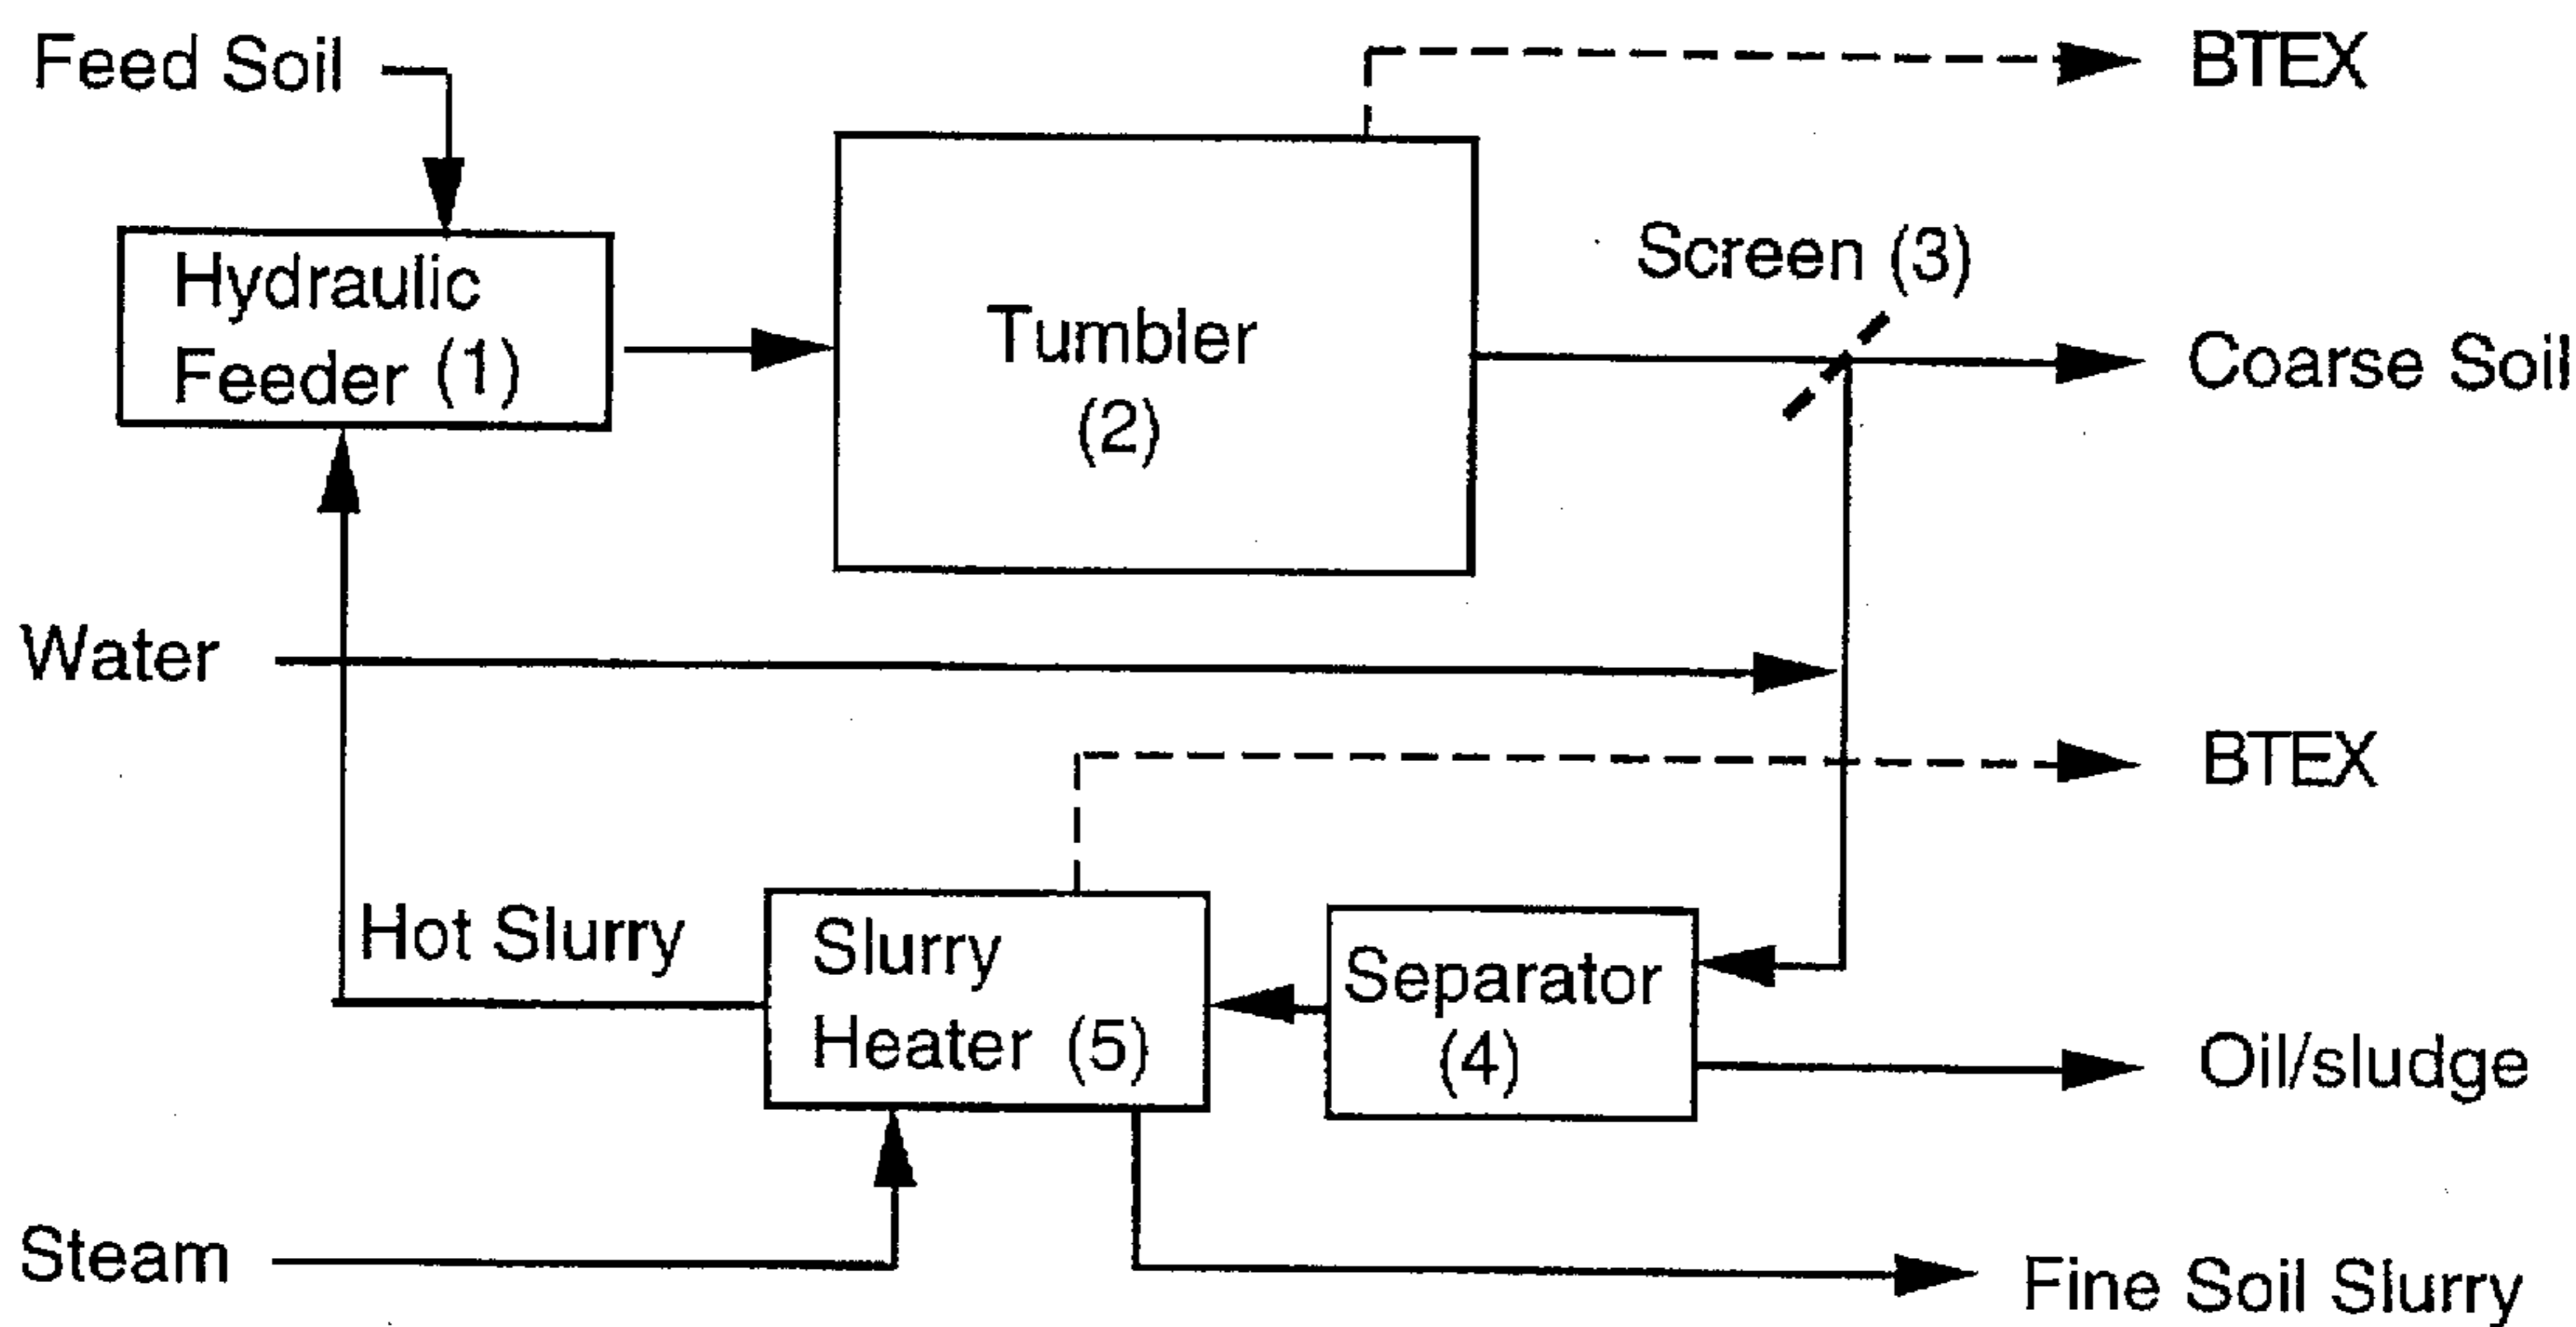 Feed Soil
BTEX
Hydraulic
Feeder (1)
Tumbler
(2)
Screen (3)
Coarse Soil
Water
BTEX
Hot Slurry
Slurry
Heater (5)
Separator
(4)
Oil/sludge
Steam
Fine Soil Slurry